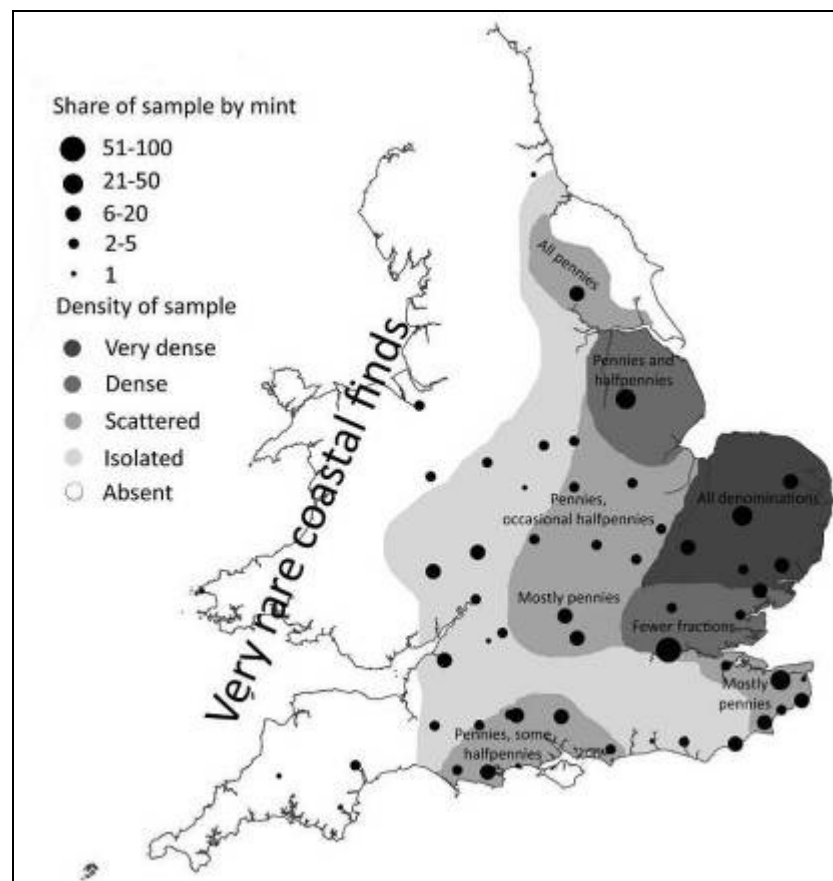 Share of sample by mint
51-100
21-50
6-20
2-5
1
Density of sample
Very dense
Dense
Scattered
Isolated
Absent
Very rare coastal finds
All pennies
Pennies and
halfpennies
All denominations
Pennies,
occasional halfpennies
Mostly pennies
Fewer fractions
Mostly
pennies
Pennies, some
halfpennies